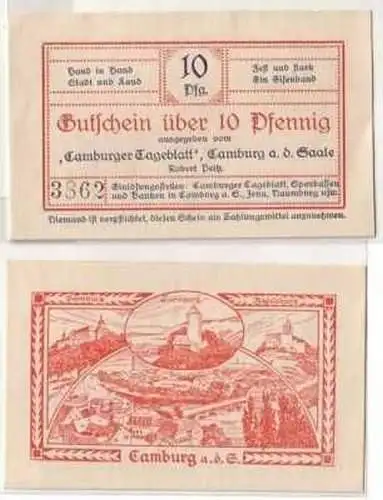 Hand in Hand
Stadt und Land
10
Pfg.
Fest und stark
Ein Eisenband
Gutschein über 10 Pfennig
ausgegeben vom
„Camburger Tageblatt“, Camburg a. d. Saale
Robert Peitz.
3862
Einlösungsstellen: Camburger Tageblatt, Sparkassen
und Banken in Camburg a. S., Jena, Naumburg usw.
Niemand ist verpflichtet, diesen Schein als Zahlungsmittel anzunehmen.
Camburg a.d.S.